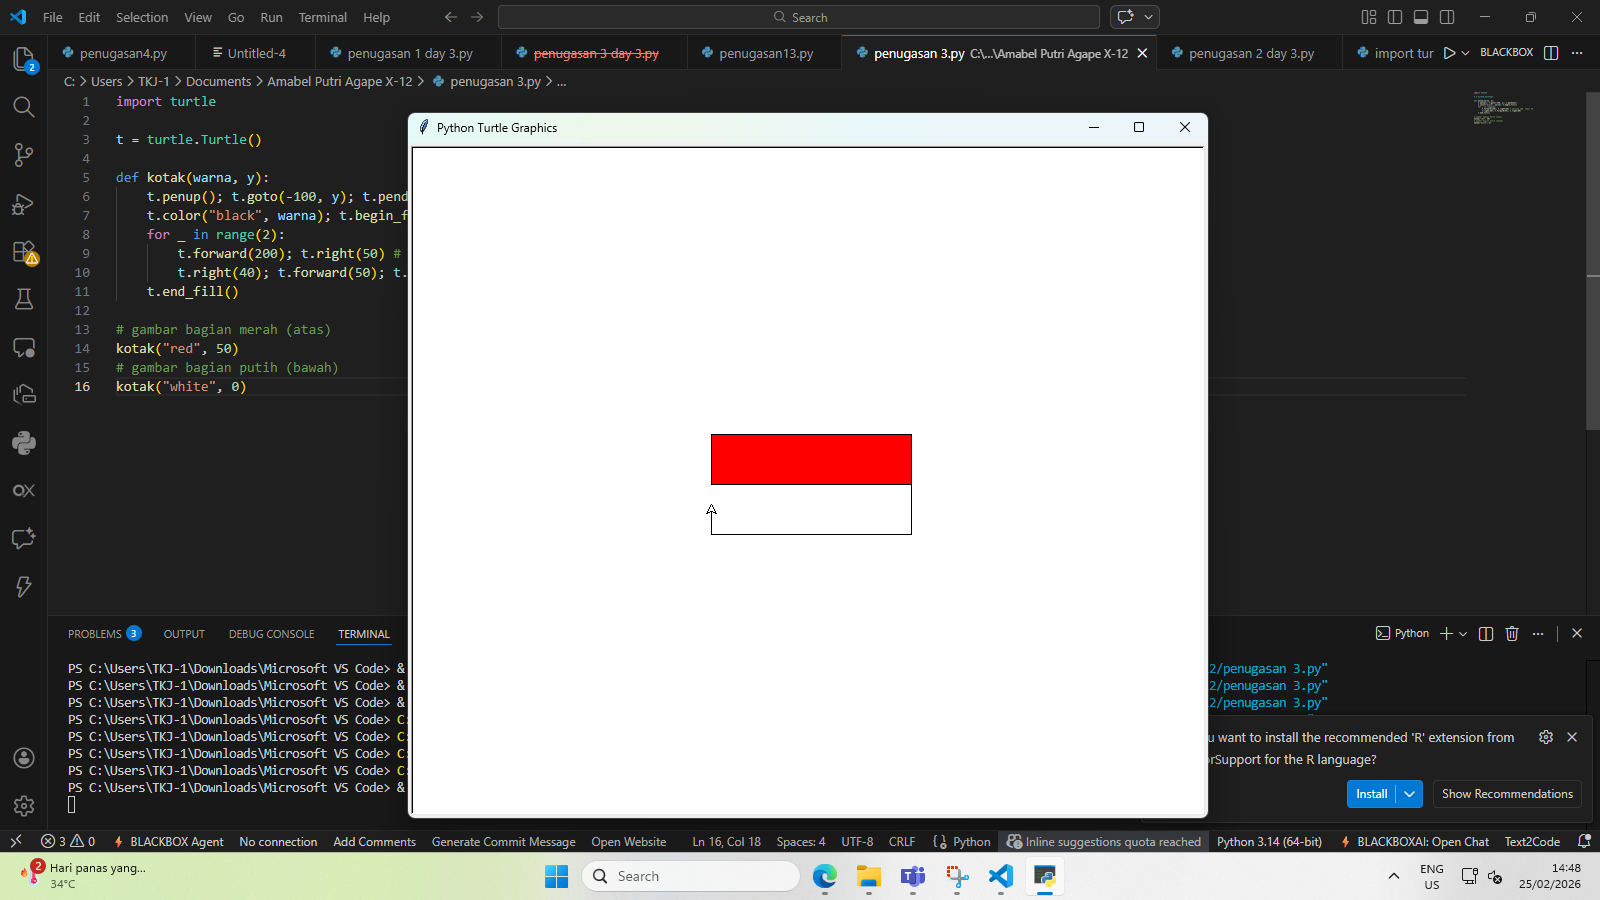 File Edit Selection View Go Run Terminal Help
Search
penugasan4.py
Untitled-4
penugasan 1 day 3.py
penugasan 3 day 3.py
penugasan13.py
penugasan 3.py C:\...\Amabel Putri Agape X-12
penugasan 2 day 3.py
import tur
BLACKBOX
C: > Users > TKJ-1 > Documents > Amabel Putri Agape X-12 > penugasan 3.py > ...
1 import turtle
2
3 t = turtle.Turtle()
4
5 def kotak(warna, y):
6 t.penup(); t.goto(-100, y); t.pend
7 t.color("black", warna); t.begin_f
8 for _ in range(2):
9 t.forward(200); t.right(50) #
10 t.right(40); t.forward(50); t.
11 t.end_fill()
12
13 # gambar bagian merah (atas)
14 kotak("red", 50)
15 # gambar bagian putih (bawah)
16 kotak("white", 0)
Python Turtle Graphics
PROBLEMS 3 OUTPUT DEBUG CONSOLE TERMINAL
Python
PS C:\Users\TKJ-1\Downloads\Microsoft VS Code> & 2/penugasan 3.py"
PS C:\Users\TKJ-1\Downloads\Microsoft VS Code> & 2/penugasan 3.py"
PS C:\Users\TKJ-1\Downloads\Microsoft VS Code> & 2/penugasan 3.py"
PS C:\Users\TKJ-1\Downloads\Microsoft VS Code> C:
PS C:\Users\TKJ-1\Downloads\Microsoft VS Code> C:
PS C:\Users\TKJ-1\Downloads\Microsoft VS Code> C:
PS C:\Users\TKJ-1\Downloads\Microsoft VS Code> C:
PS C:\Users\TKJ-1\Downloads\Microsoft VS Code> &
u want to install the recommended 'R' extension from
orSupport for the R language?
Install
Show Recommendations
3 0 BLACKBOX Agent No connection Add Comments Generate Commit Message Open Website Ln 16, Col 18 Spaces: 4 UTF-8 CRLF {} Python Inline suggestions quota reached Python 3.14 (64-bit) BLACKBOXAI: Open Chat Text2Code
2
Hari panas yang...
34°C
Search
ENG
US
14:48
25/02/2026